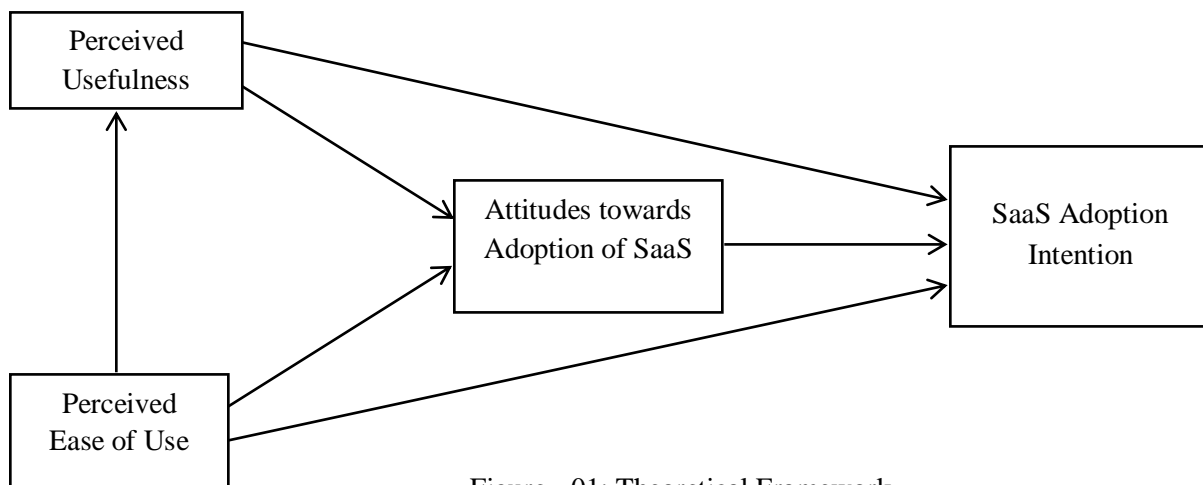 Perceived
Usefulness
Attitudes towards
Adoption of SaaS
SaaS Adoption
Intention
Perceived
Ease of Use
Figure - 01: Theoretical Framework